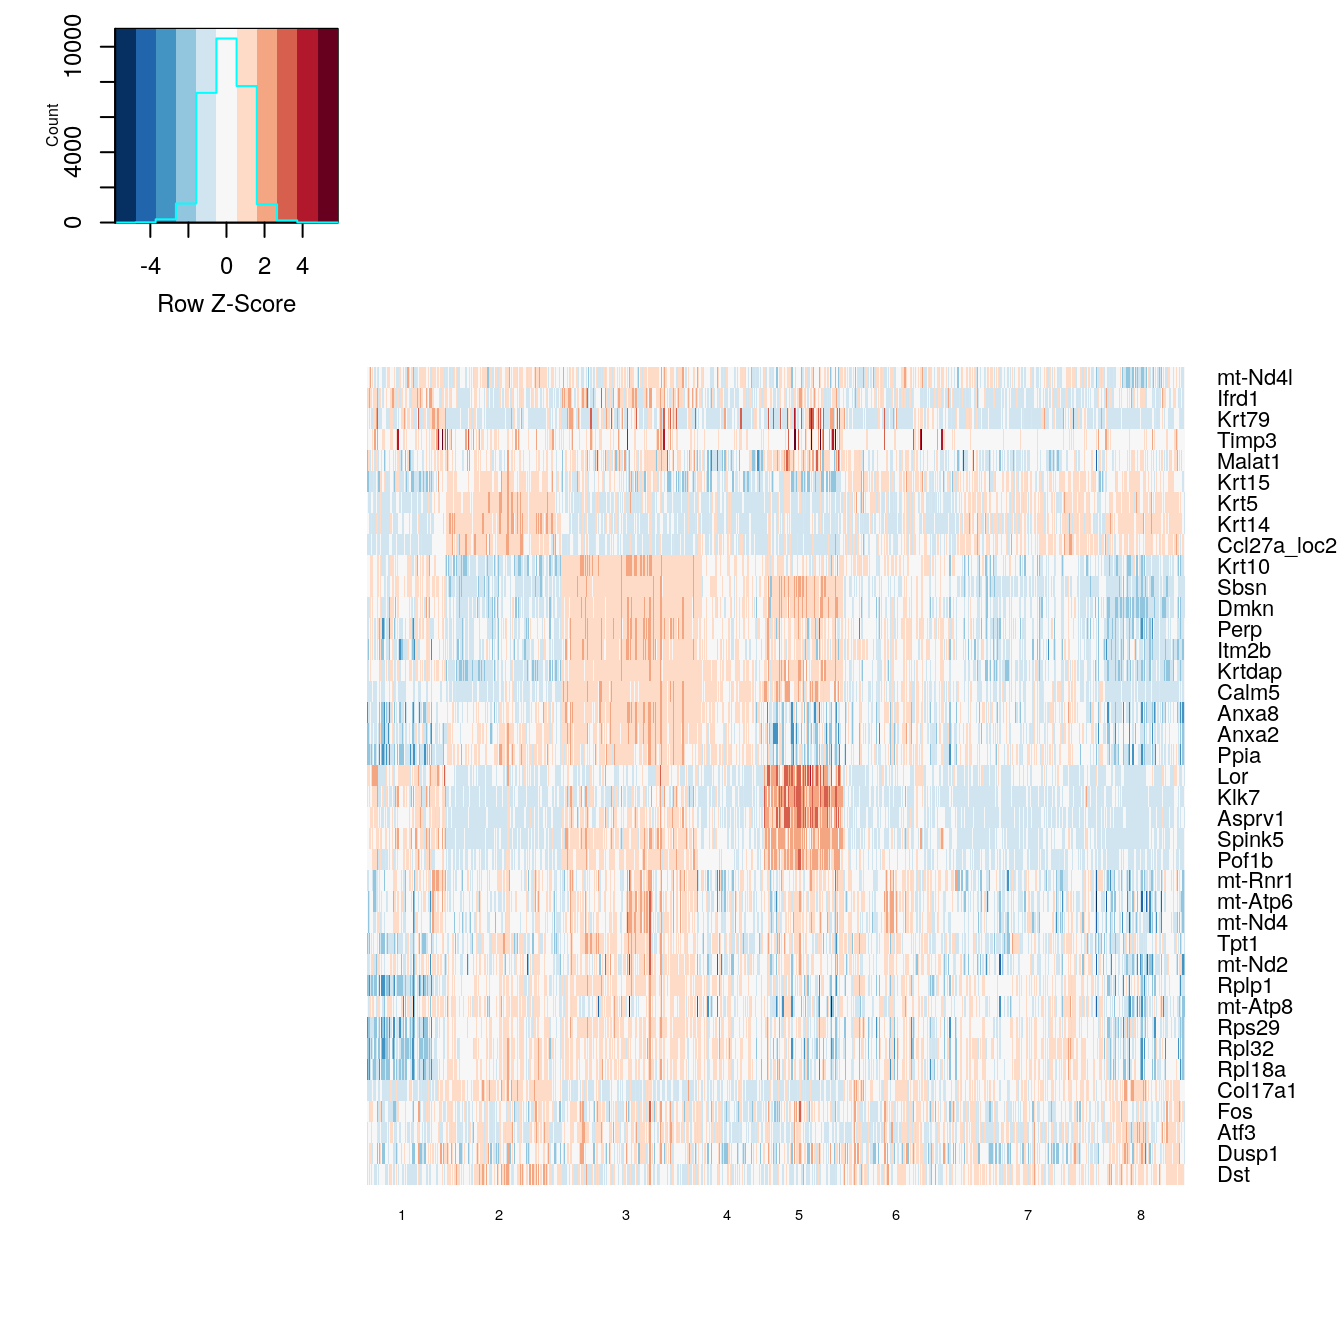 10000
4000
0
Count
-4 0 2 4
Row Z-Score
mt-Nd4l
Ifrd1
Krt79
Timp3
Malat1
Krt15
Krt5
Krt14
Ccl27a_loc2
Krt10
Sbsn
Dmkn
Perp
Itm2b
Krtdap
Calm5
Anxa8
Anxa2
Ppia
Lor
Klk7
Asprv1
Spink5
Pof1b
mt-Rnr1
mt-Atp6
mt-Nd4
Tpt1
mt-Nd2
Rplp1
mt-Atp8
Rps29
Rpl32
Rpl18a
Col17a1
Fos
Atf3
Dusp1
Dst
1 2 3 4 5 6 7 8